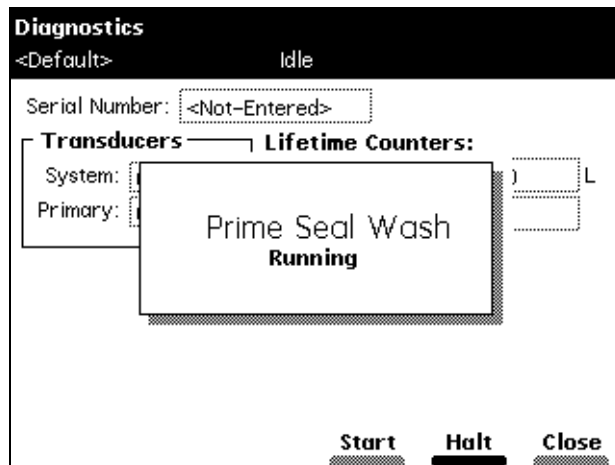 Diagnostics
<Default> Idle
Serial Number: <Not-Entered>
Transducers Lifetime Counters:
System: L
Primary:
Prime Seal Wash
Running
Start Halt Close